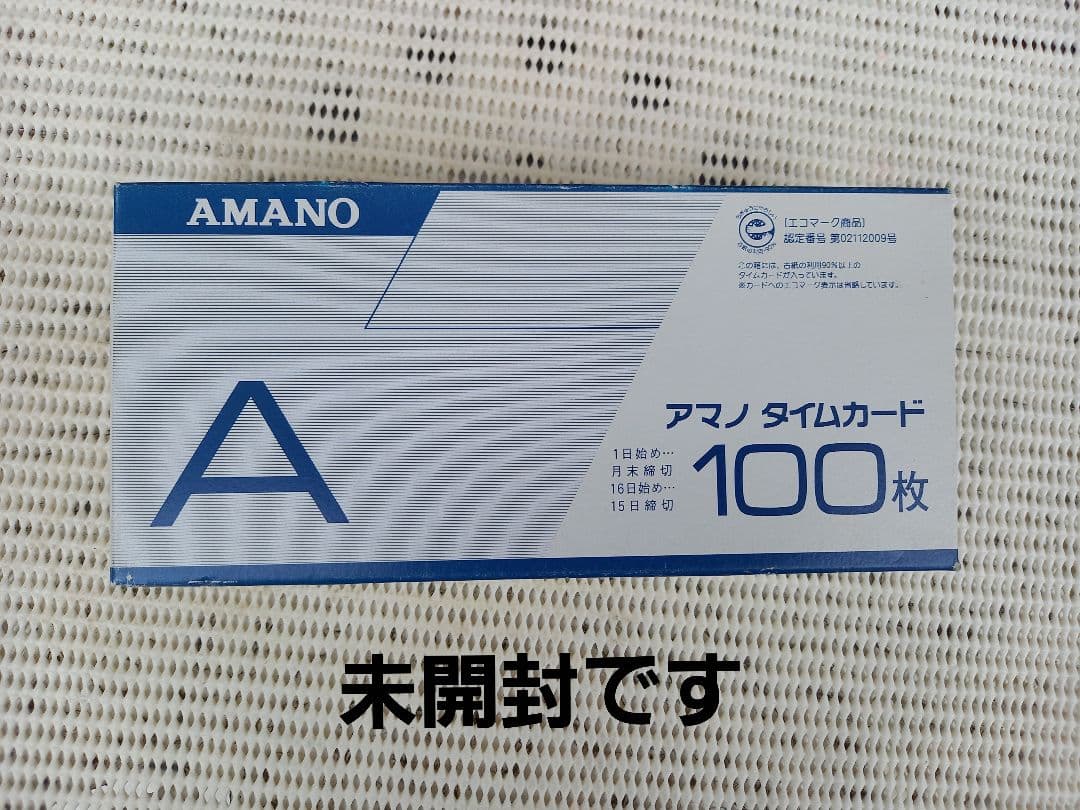 AMANO
[エコマーク商品]
認定番号 第02112009号
この箱には、古紙の利用90%以上の
タイムカードが入っています。
※カードへのエコマーク表示は省略しています。
A
アマノ タイムカード
1日始め…
月末締切
16日始め…
15日締切
100枚
未開封です